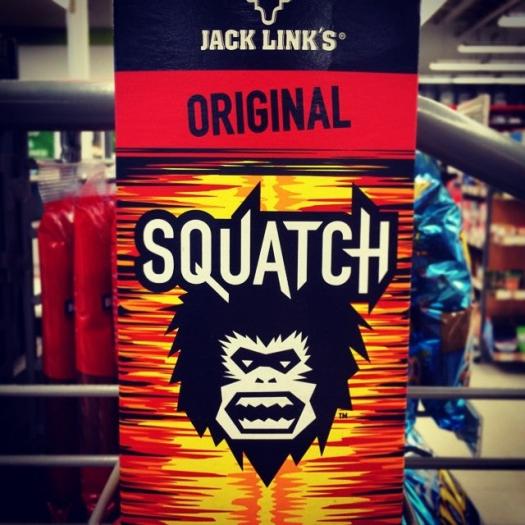 JACK LINK'S®
ORIGINAL
SQUATCH
TM